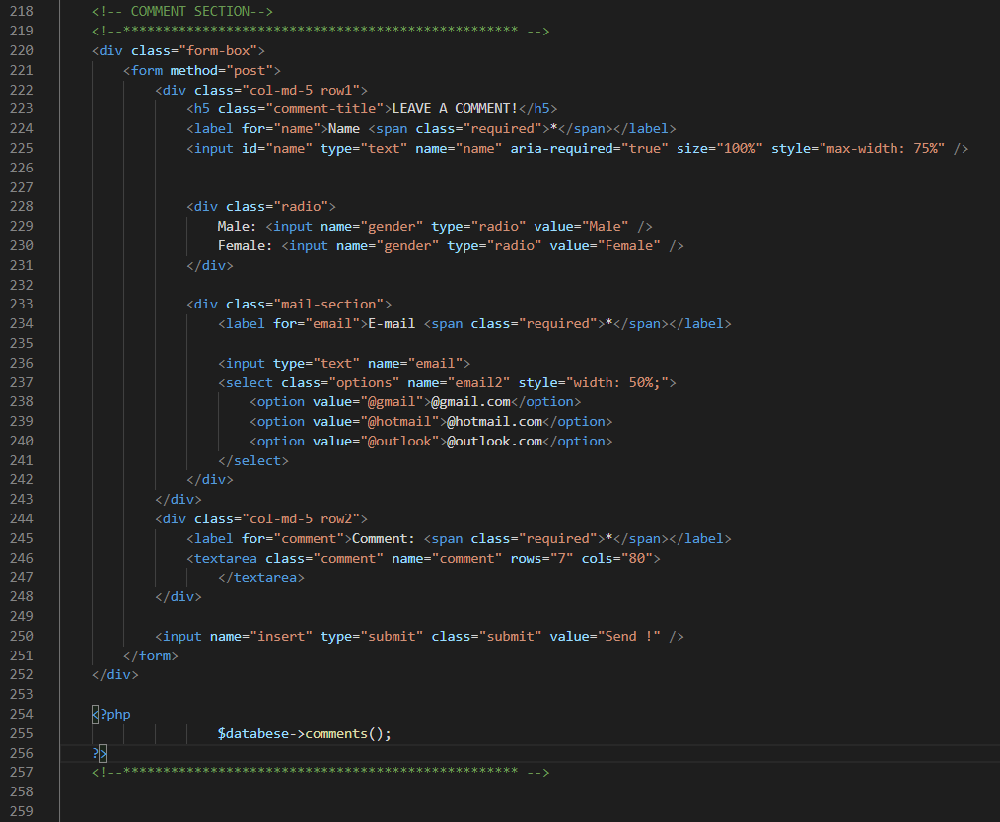 218 <!-- COMMENT SECTION-->
219 <!--************************************************** -->
220 <div class="form-box">
221 <form method="post">
222 <div class="col-md-5 row1">
223 <h5 class="comment-title">LEAVE A COMMENT!</h5>
224 <label for="name">Name <span class="required">*</span></label>
225 <input id="name" type="text" name="name" aria-required="true" size="100%" style="max-width: 75%" />
226
227
228 <div class="radio">
229 Male: <input name="gender" type="radio" value="Male" />
230 Female: <input name="gender" type="radio" value="Female" />
231 </div>
232
233 <div class="mail-section">
234 <label for="email">E-mail <span class="required">*</span></label>
235
236 <input type="text" name="email">
237 <select class="options" name="email2" style="width: 50%;">
238 <option value="@gmail">@gmail.com</option>
239 <option value="@hotmail">@hotmail.com</option>
240 <option value="@outlook">@outlook.com</option>
241 </select>
242 </div>
243 </div>
244 <div class="col-md-5 row2">
245 <label for="comment">Comment: <span class="required">*</span></label>
246 <textarea class="comment" name="comment" rows="7" cols="80">
247 </textarea>
248 </div>
249
250 <input name="insert" type="submit" class="submit" value="Send !" />
251 </form>
252 </div>
253
254 <?php
255 $databese->comments();
256 ?>
257 <!--************************************************** -->
258
259